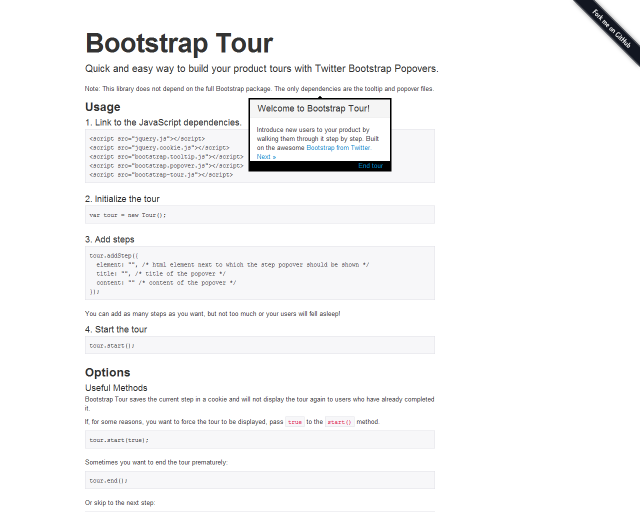 Fork me on GitHub
Bootstrap Tour
Quick and easy way to build your product tours with Twitter Bootstrap Popovers.
Note: This library does not depend on the full Bootstrap package. The only dependencies are the tooltip and popover files.
Usage
1. Link to the JavaScript dependencies.
<script src="jquery.js"></script>
<script src="jquery.cookie.js"></script>
<script src="bootstrap.tooltip.js"></script>
<script src="bootstrap.popover.js"></script>
<script src="bootstrap-tour.js"></script>
Welcome to Bootstrap Tour!
Introduce new users to your product by
walking them through it step by step. Built
on the awesome Bootstrap from Twitter
Next »
End tour
2. Initialize the tour
var tour = new Tour();
3. Add steps
tour.addStep({
element: "", /* html element next to which the step popover should be shown */
title: "", /* title of the popover */
content: "" /* content of the popover */
});
You can add as many steps as you want, but not too much or your users will fell asleep!
4. Start the tour
tour.start();
Options
Useful Methods
Bootstrap Tour saves the current step in a cookie and will not display the tour again to users who have already completed
it.
If, for some reasons, you want to force the tour to be displayed, pass true to the start() method.
tour.start(true);
Sometimes you want to end the tour prematurely:
tour.end();
Or skip to the next step: